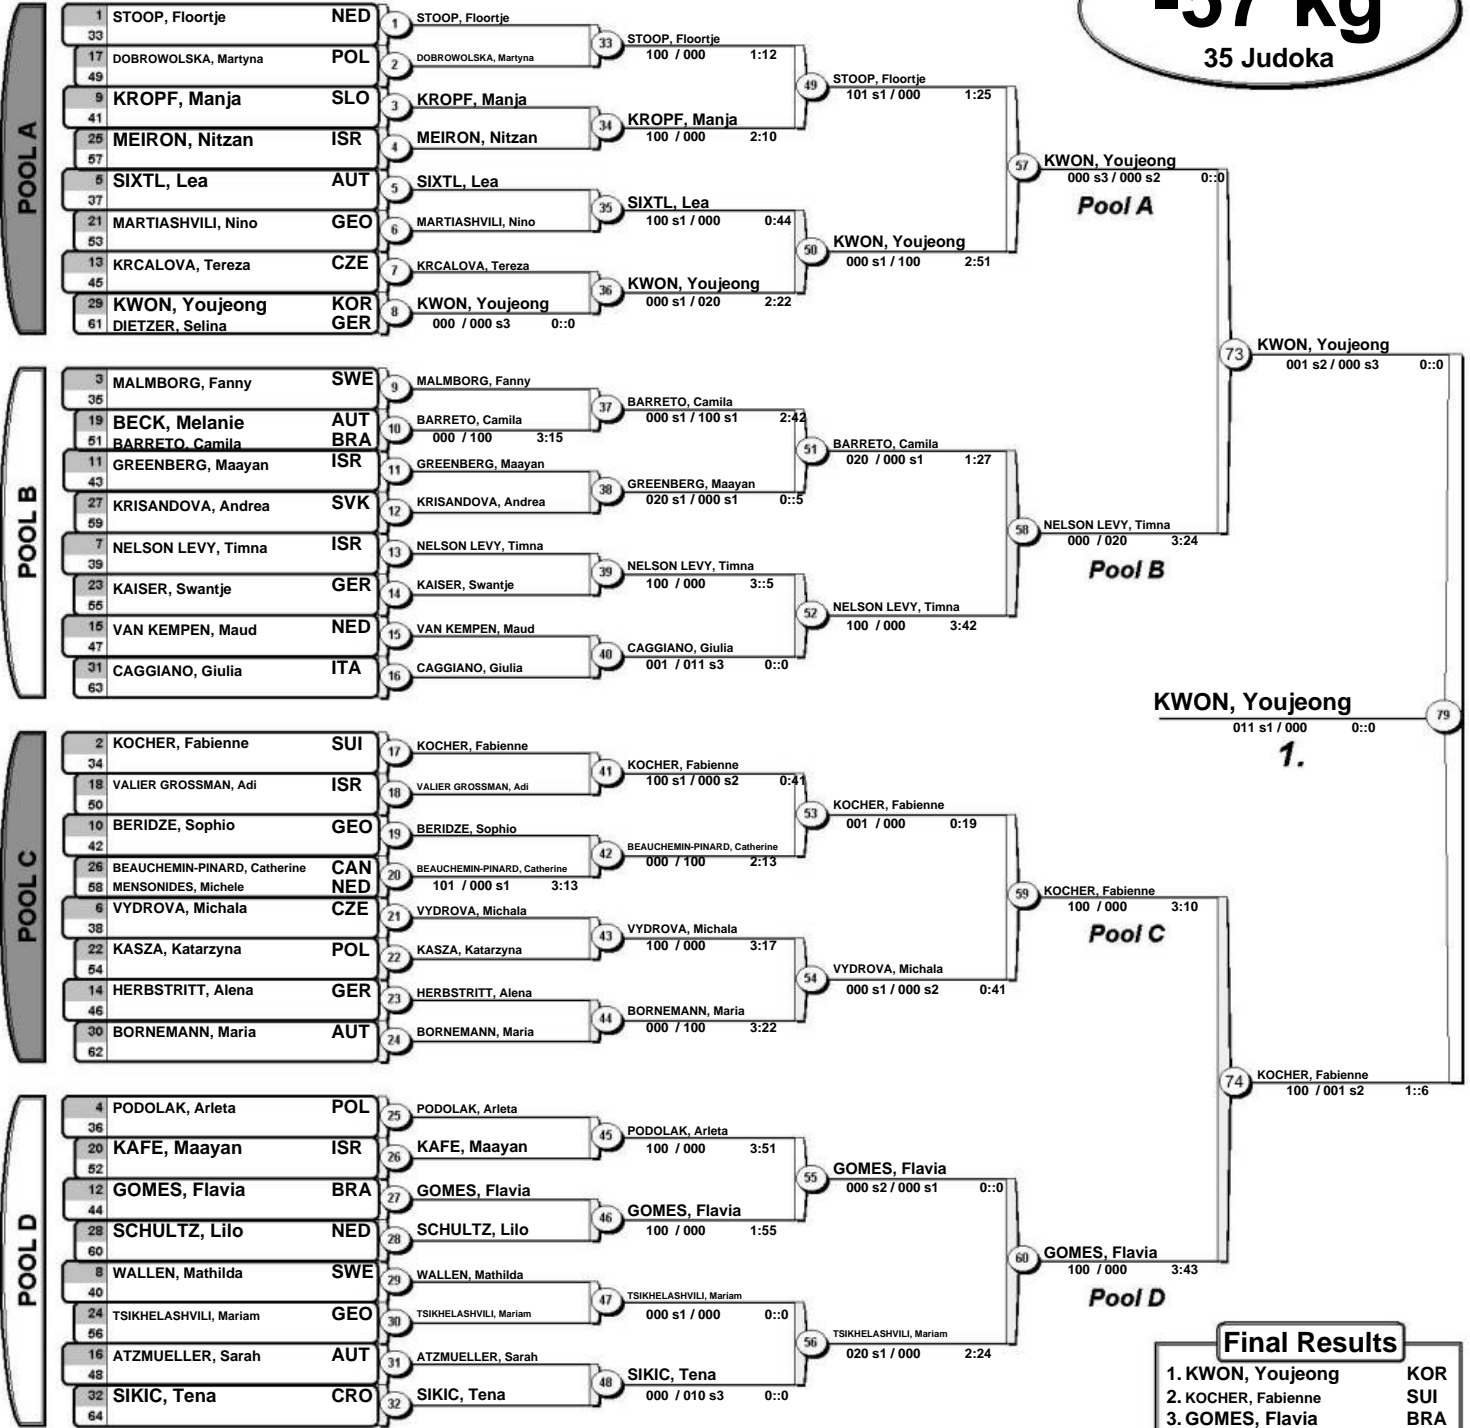 -57 kg
35 Judoka
POOL A
1 STOOP, Floortje NED
33
17 DOBROWOLSKA, Martyna POL
49
9 KROPF, Manja SLO
41
25 MEIRON, Nitzan ISR
57
5 SIXTL, Lea AUT
37
21 MARTIASHVILI, Nino GEO
53
13 KRCALOVA, Tereza CZE
45
29 KWON, Youjeong KOR
61 DIETZER, Selina GER
1 STOOP, Floortje
2 DOBROWOLSKA, Martyna
3 KROPF, Manja
4 MEIRON, Nitzan
5 SIXTL, Lea
6 MARTIASHVILI, Nino
7 KRCALOVA, Tereza
8 KWON, Youjeong
000 / 000 s3 0::0
33 STOOP, Floortje
100 / 000 1:12
34 KROPF, Manja
100 / 000 2:10
35 SIXTL, Lea
100 s1 / 000 0:44
36 KWON, Youjeong
000 s1 / 020 2:22
49 STOOP, Floortje
101 s1 / 000 1:25
50 KWON, Youjeong
000 s1 / 100 2:51
57 KWON, Youjeong
000 s3 / 000 s2 0::0
Pool A
POOL B
3 MALMBORG, Fanny SWE
35
19 BECK, Melanie AUT
51 BARRETO, Camila BRA
11 GREENBERG, Maayan ISR
43
27 KRISANDOVA, Andrea SVK
59
7 NELSON LEVY, Timna ISR
39
23 KAISER, Swantje GER
55
15 VAN KEMPEN, Maud NED
47
31 CAGGIANO, Giulia ITA
63
9 MALMBORG, Fanny
10 BARRETO, Camila
000 / 100 3:15
11 GREENBERG, Maayan
12 KRISANDOVA, Andrea
13 NELSON LEVY, Timna
14 KAISER, Swantje
15 VAN KEMPEN, Maud
16 CAGGIANO, Giulia
37 BARRETO, Camila
000 s1 / 100 s1 2:42
38 GREENBERG, Maayan
020 s1 / 000 s1 0::5
39 NELSON LEVY, Timna
100 / 000 3::5
40 CAGGIANO, Giulia
001 / 011 s3 0::0
51 BARRETO, Camila
020 / 000 s1 1:27
52 NELSON LEVY, Timna
100 / 000 3:42
58 NELSON LEVY, Timna
000 / 020 3:24
Pool B
73 KWON, Youjeong
001 s2 / 000 s3 0::0
KWON, Youjeong
79
011 s1 / 000 0::0
1.
POOL C
2 KOCHER, Fabienne SUI
34
18 VALIER GROSSMAN, Adi ISR
50
10 BERIDZE, Sophio GEO
42
26 BEAUCHEMIN-PINARD, Catherine CAN
58 MENSONIDES, Michele NED
6 VYDROVA, Michala CZE
38
22 KASZA, Katarzyna POL
54
14 HERBSTRITT, Alena GER
46
30 BORNEMANN, Maria AUT
62
17 KOCHER, Fabienne
18 VALIER GROSSMAN, Adi
19 BERIDZE, Sophio
20 BEAUCHEMIN-PINARD, Catherine
101 / 000 s1 3:13
21 VYDROVA, Michala
22 KASZA, Katarzyna
23 HERBSTRITT, Alena
24 BORNEMANN, Maria
41 KOCHER, Fabienne
100 s1 / 000 s2 0:41
42 BEAUCHEMIN-PINARD, Catherine
000 / 100 2:13
43 VYDROVA, Michala
100 / 000 3:17
44 BORNEMANN, Maria
000 / 100 3:22
53 KOCHER, Fabienne
001 / 000 0:19
54 VYDROVA, Michala
000 s1 / 000 s2 0:41
59 KOCHER, Fabienne
100 / 000 3:10
Pool C
POOL D
4 PODOLAK, Arleta POL
36
20 KAFE, Maayan ISR
52
12 GOMES, Flavia BRA
44
28 SCHULTZ, Lilo NED
60
8 WALLEN, Mathilda SWE
40
24 TSIKHELASHVILI, Mariam GEO
56
16 ATZMUELLER, Sarah AUT
48
32 SIKIC, Tena CRO
64
25 PODOLAK, Arleta
26 KAFE, Maayan
27 GOMES, Flavia
28 SCHULTZ, Lilo
29 WALLEN, Mathilda
30 TSIKHELASHVILI, Mariam
31 ATZMUELLER, Sarah
32 SIKIC, Tena
45 PODOLAK, Arleta
100 / 000 3:51
46 GOMES, Flavia
100 / 000 1:55
47 TSIKHELASHVILI, Mariam
000 s1 / 000 0::0
48 SIKIC, Tena
000 / 010 s3 0::0
55 GOMES, Flavia
000 s2 / 000 s1 0::0
56 TSIKHELASHVILI, Mariam
020 s1 / 000 2:24
60 GOMES, Flavia
100 / 000 3:43
Pool D
74 KOCHER, Fabienne
100 / 001 s2 1::6
Final Results
1. KWON, Youjeong KOR
2. KOCHER, Fabienne SUI
3. GOMES, Flavia BRA